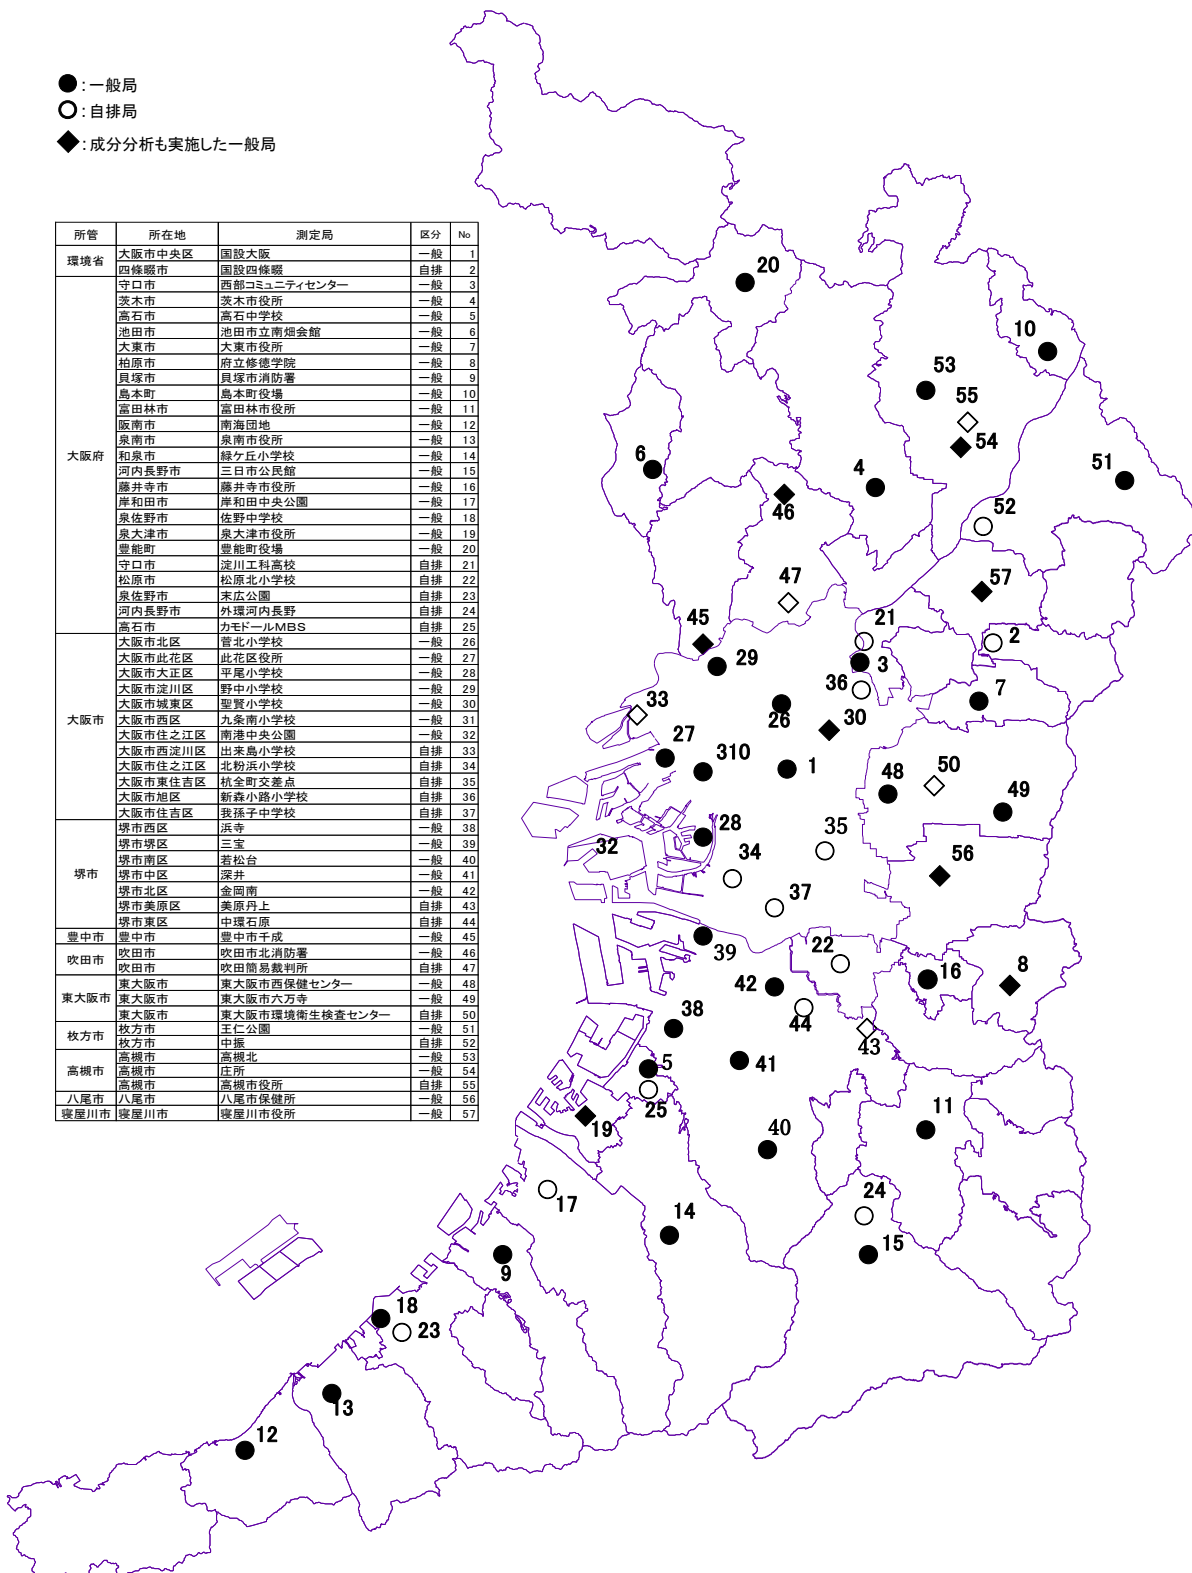 ●:一般局
○:自排局
◆:成分分析も実施した一般局
所管 所在地 測定局 区分 No
環境省 大阪市中央区 国設大阪 一般 1
四條畷市 国設四條畷 自排 2
大阪府 守口市 西部コミュニティセンター 一般 3
茨木市 茨木市役所 一般 4
高石市 高石中学校 一般 5
池田市 池田市立南畑会館 一般 6
大東市 大東市役所 一般 7
柏原市 府立修徳学院 一般 8
貝塚市 貝塚市消防署 一般 9
島本町 島本町役場 一般 10
富田林市 富田林市役所 一般 11
阪南市 南海団地 一般 12
泉南市 泉南市役所 一般 13
和泉市 緑ケ丘小学校 一般 14
河内長野市 三日市公民館 一般 15
藤井寺市 藤井寺市役所 一般 16
岸和田市 岸和田中央公園 一般 17
泉佐野市 佐野中学校 一般 18
泉大津市 泉大津市役所 一般 19
豊能町 豊能町役場 一般 20
守口市 淀川工科高校 自排 21
松原市 松原北小学校 自排 22
泉佐野市 末広公園 自排 23
河内長野市 外環河内長野 自排 24
高石市 カモドールMBS 自排 25
大阪市 大阪市北区 菅北小学校 一般 26
大阪市此花区 此花区役所 一般 27
大阪市大正区 平尾小学校 一般 28
大阪市淀川区 野中小学校 一般 29
大阪市城東区 聖賢小学校 一般 30
大阪市西区 九条南小学校 一般 31
大阪市住之江区 南港中央公園 一般 32
大阪市西淀川区 出来島小学校 自排 33
大阪市住之江区 北粉浜小学校 自排 34
大阪市東住吉区 杭全町交差点 自排 35
大阪市旭区 新森小路小学校 自排 36
大阪市住吉区 我孫子中学校 自排 37
堺市 堺市西区 浜寺 一般 38
堺市堺区 三宝 一般 39
堺市南区 若松台 一般 40
堺市中区 深井 一般 41
堺市北区 金岡南 一般 42
堺市美原区 美原丹上 自排 43
堺市東区 中環石原 自排 44
豊中市 豊中市 豊中市千成 一般 45
吹田市 吹田市 吹田市北消防署 一般 46
吹田市 吹田簡易裁判所 自排 47
東大阪市 東大阪市 東大阪市西保健センター 一般 48
東大阪市 東大阪市六万寺 一般 49
東大阪市 東大阪市環境衛生検査センター 自排 50
枚方市 枚方市 王仁公園 一般 51
枚方市 中振 自排 52
高槻市 高槻市 高槻北 一般 53
高槻市 庄所 一般 54
高槻市 高槻市役所 自排 55
八尾市 八尾市 八尾市保健所 一般 56
寝屋川市 寝屋川市 寝屋川市役所 一般 57
20
10
53
55
54
6
4
51
46
52
57
47
45
21
2
29
3
36
7
33
26
30
27
310
1
50
48
49
28
35
32
34
56
37
39
22
8
16
42
38
44
43
5
41
25
11
19
40
17
24
14
15
9
18
23
13
12